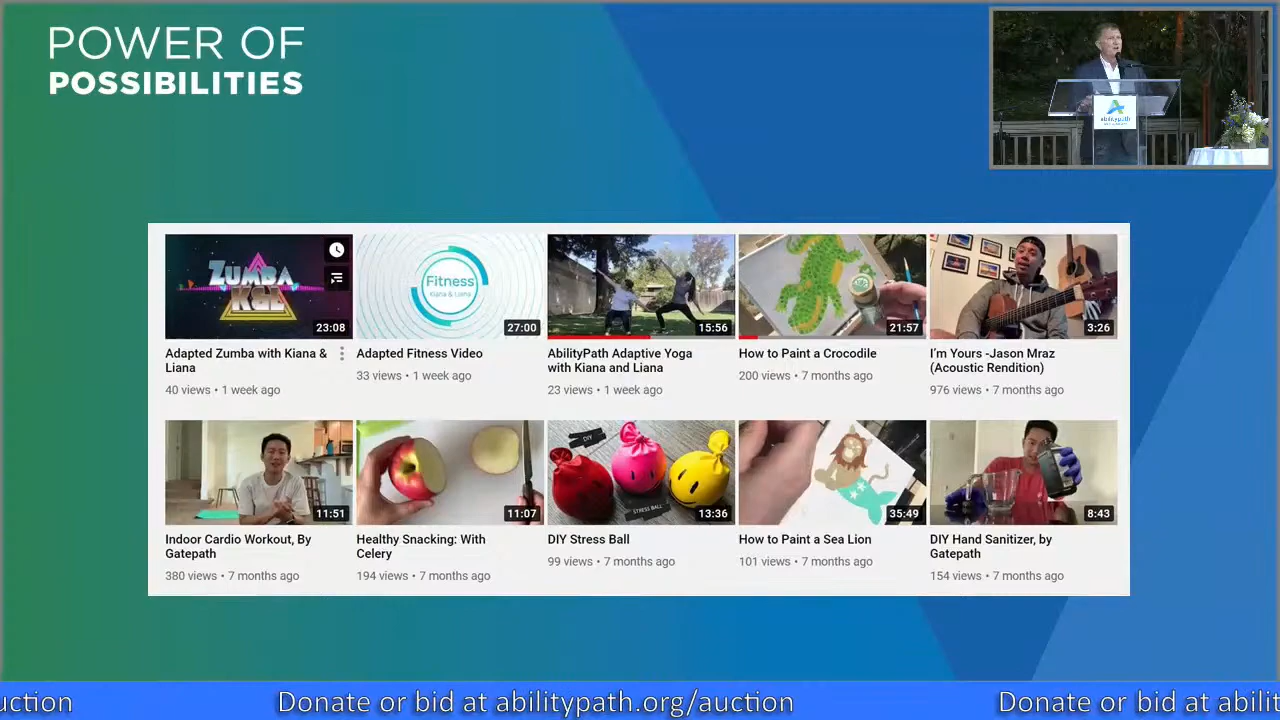 POWER OF
POSSIBILITIES
abilitypath
ZUMBA
K&L
23:08
Fitness
Kiana & Liana
27:00
15:56
21:57
3:26
Adapted Zumba with Kiana &
Liana
40 views • 1 week ago
Adapted Fitness Video
33 views • 1 week ago
AbilityPath Adaptive Yoga
with Kiana and Liana
23 views • 1 week ago
How to Paint a Crocodile
200 views • 7 months ago
I'm Yours -Jason Mraz
(Acoustic Rendition)
976 views • 7 months ago
11:51
11:07
DIY
STRESS BALL
13:36
35:49
8:43
Indoor Cardio Workout, By
Gatepath
380 views • 7 months ago
Healthy Snacking: With
Celery
194 views • 7 months ago
DIY Stress Ball
99 views • 7 months ago
How to Paint a Sea Lion
101 views • 7 months ago
DIY Hand Sanitizer, by
Gatepath
154 views • 7 months ago
uction Donate or bid at abilitypath.org/auction Donate or bid at abilit